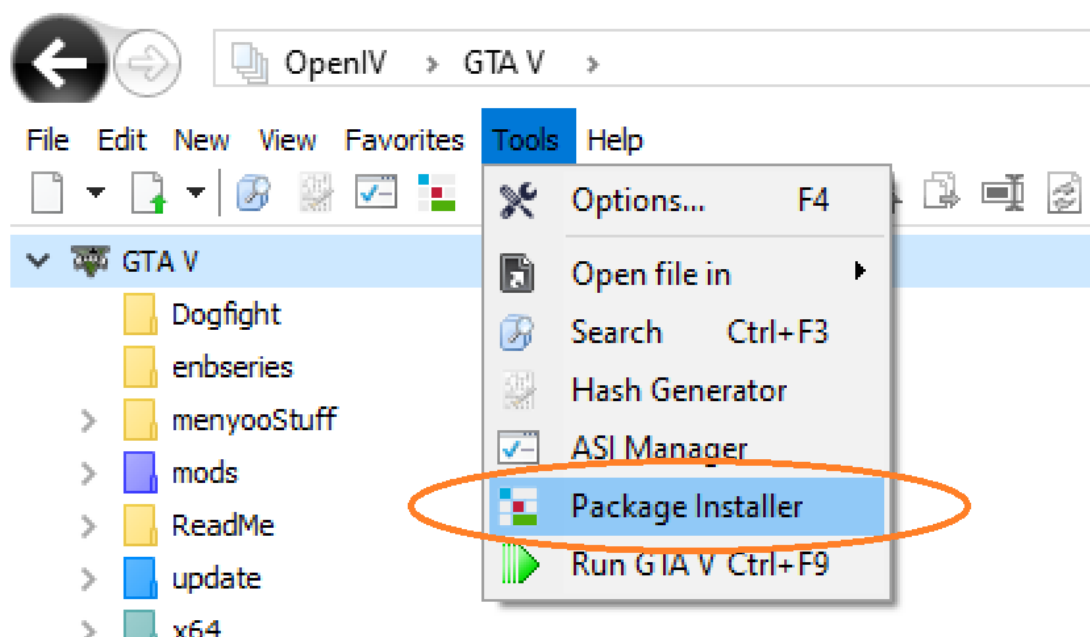 OpenIV > GTA V >
File Edit New View Favorites Tools Help
Options... F4
GTA V
Open file in
Dogfight
Search Ctrl+F3
enbseries
Hash Generator
menyooStuff
ASI Manager
mods
Package Installer
ReadMe
Run GTA V Ctrl+F9
update
x64